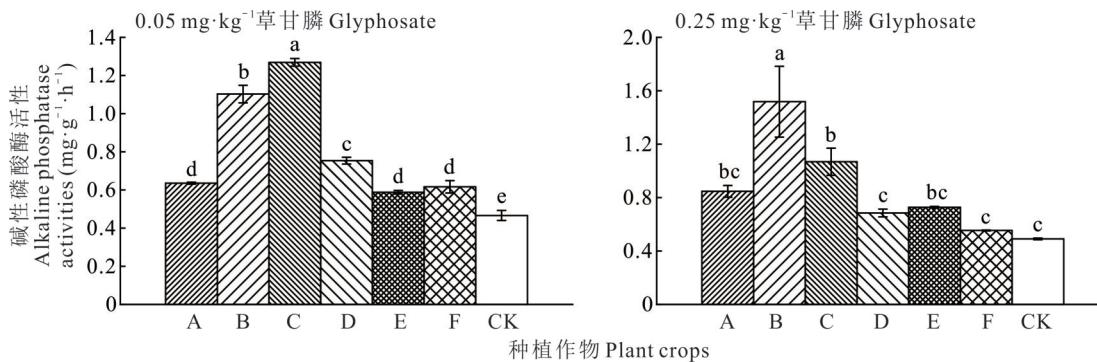 0.05 mg·kg⁻¹草甘膦 Glyphosate
碱性磷酸酶活性
Alkaline phosphatase
activities (mg·g⁻¹·h⁻¹)
1.4
1.2
1.0
0.8
0.6
0.4
0.2
0
d
b
a
c
d
d
e
A B C D E F CK
0.25 mg·kg⁻¹草甘膦 Glyphosate
2.0
1.6
1.2
0.8
0.4
0
bc
a
b
c
bc
c
c
A B C D E F CK
种植作物 Plant crops